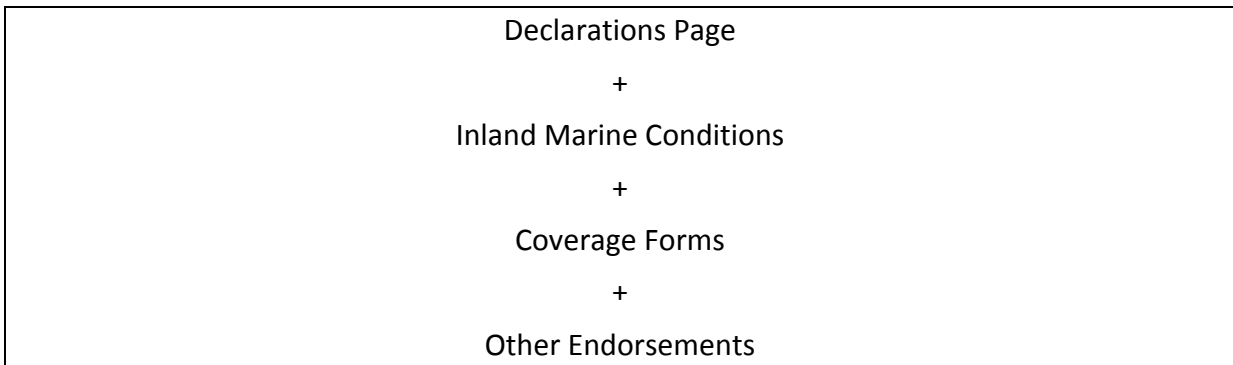 Declarations Page
+
Inland Marine Conditions
+
Coverage Forms
+
Other Endorsements